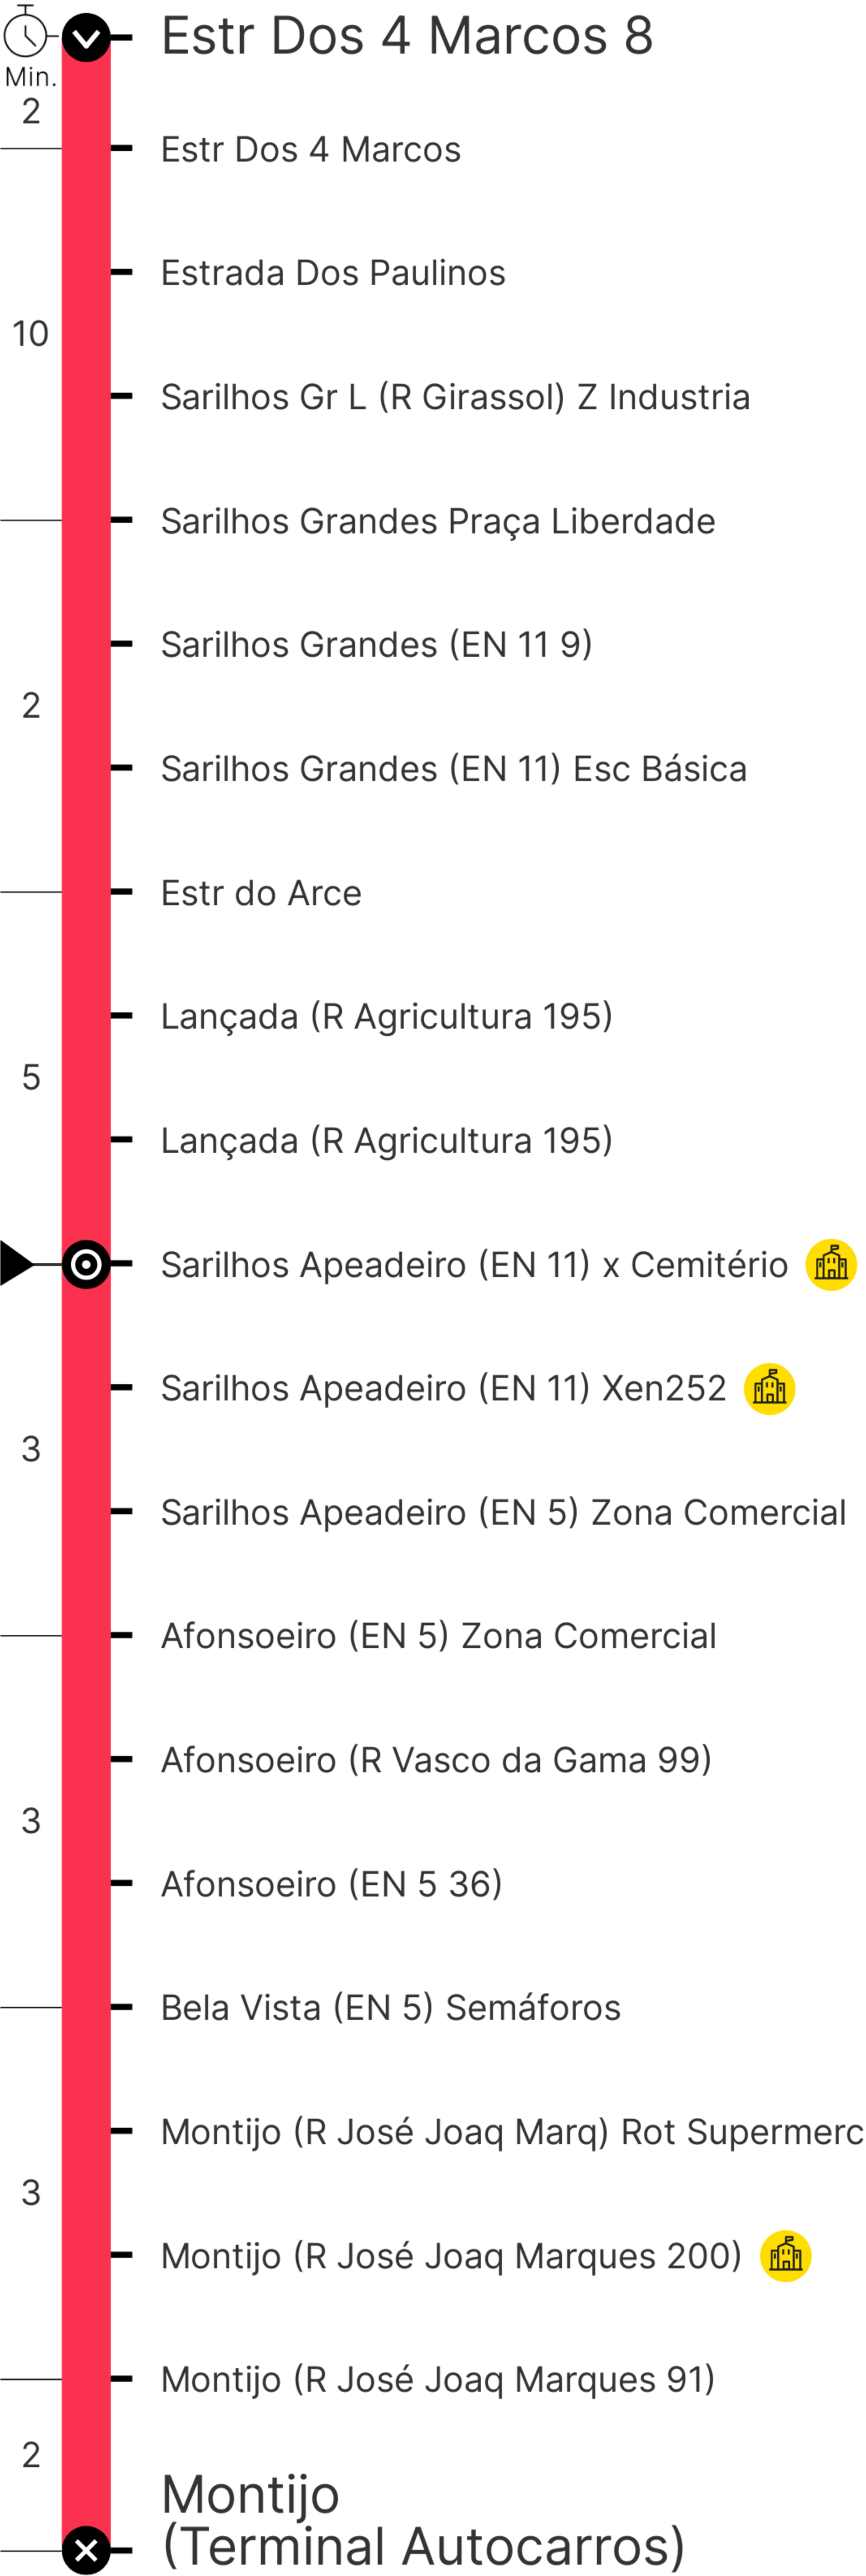 Estr Dos 4 Marcos 8
Min.
2
Estr Dos 4 Marcos
Estrada Dos Paulinos
10
Sarilhos Gr L (R Girassol) Z Industria
Sarilhos Grandes Praça Liberdade
Sarilhos Grandes (EN 11 9)
2
Sarilhos Grandes (EN 11) Esc Básica
Estr do Arce
Lançada (R Agricultura 195)
5
Lançada (R Agricultura 195)
Sarilhos Apeadeiro (EN 11) x Cemitério
Sarilhos Apeadeiro (EN 11) Xen252
3
Sarilhos Apeadeiro (EN 5) Zona Comercial
Afonsoeiro (EN 5) Zona Comercial
Afonsoeiro (R Vasco da Gama 99)
3
Afonsoeiro (EN 5 36)
Bela Vista (EN 5) Semáforos
Montijo (R José Joaq Marq) Rot Supermerc
3
Montijo (R José Joaq Marques 200)
Montijo (R José Joaq Marques 91)
2
Montijo
(Terminal Autocarros)